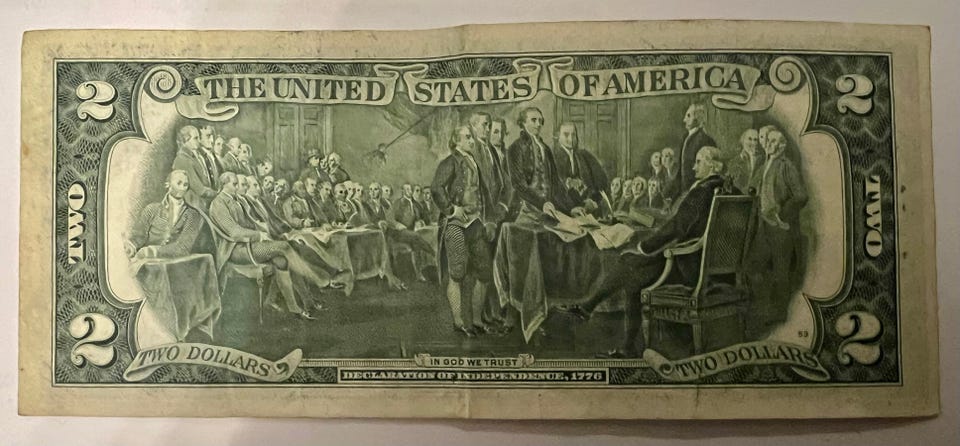 2 THE UNITED STATES OF AMERICA 2
TWO
TWO
2
2
53
TWO DOLLARS
IN GOD WE TRUST
TWO DOLLARS
DECLARATION OF INDEPENDENCE, 1776